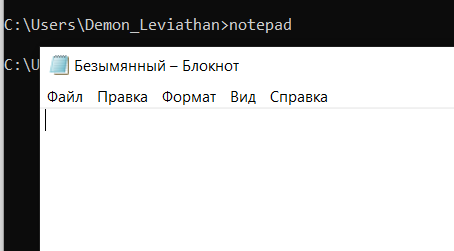 C:\Users\Demon_Leviathan>notepad
C:\U
Безымянный – Блокнот
Файл Правка Формат Вид Справка